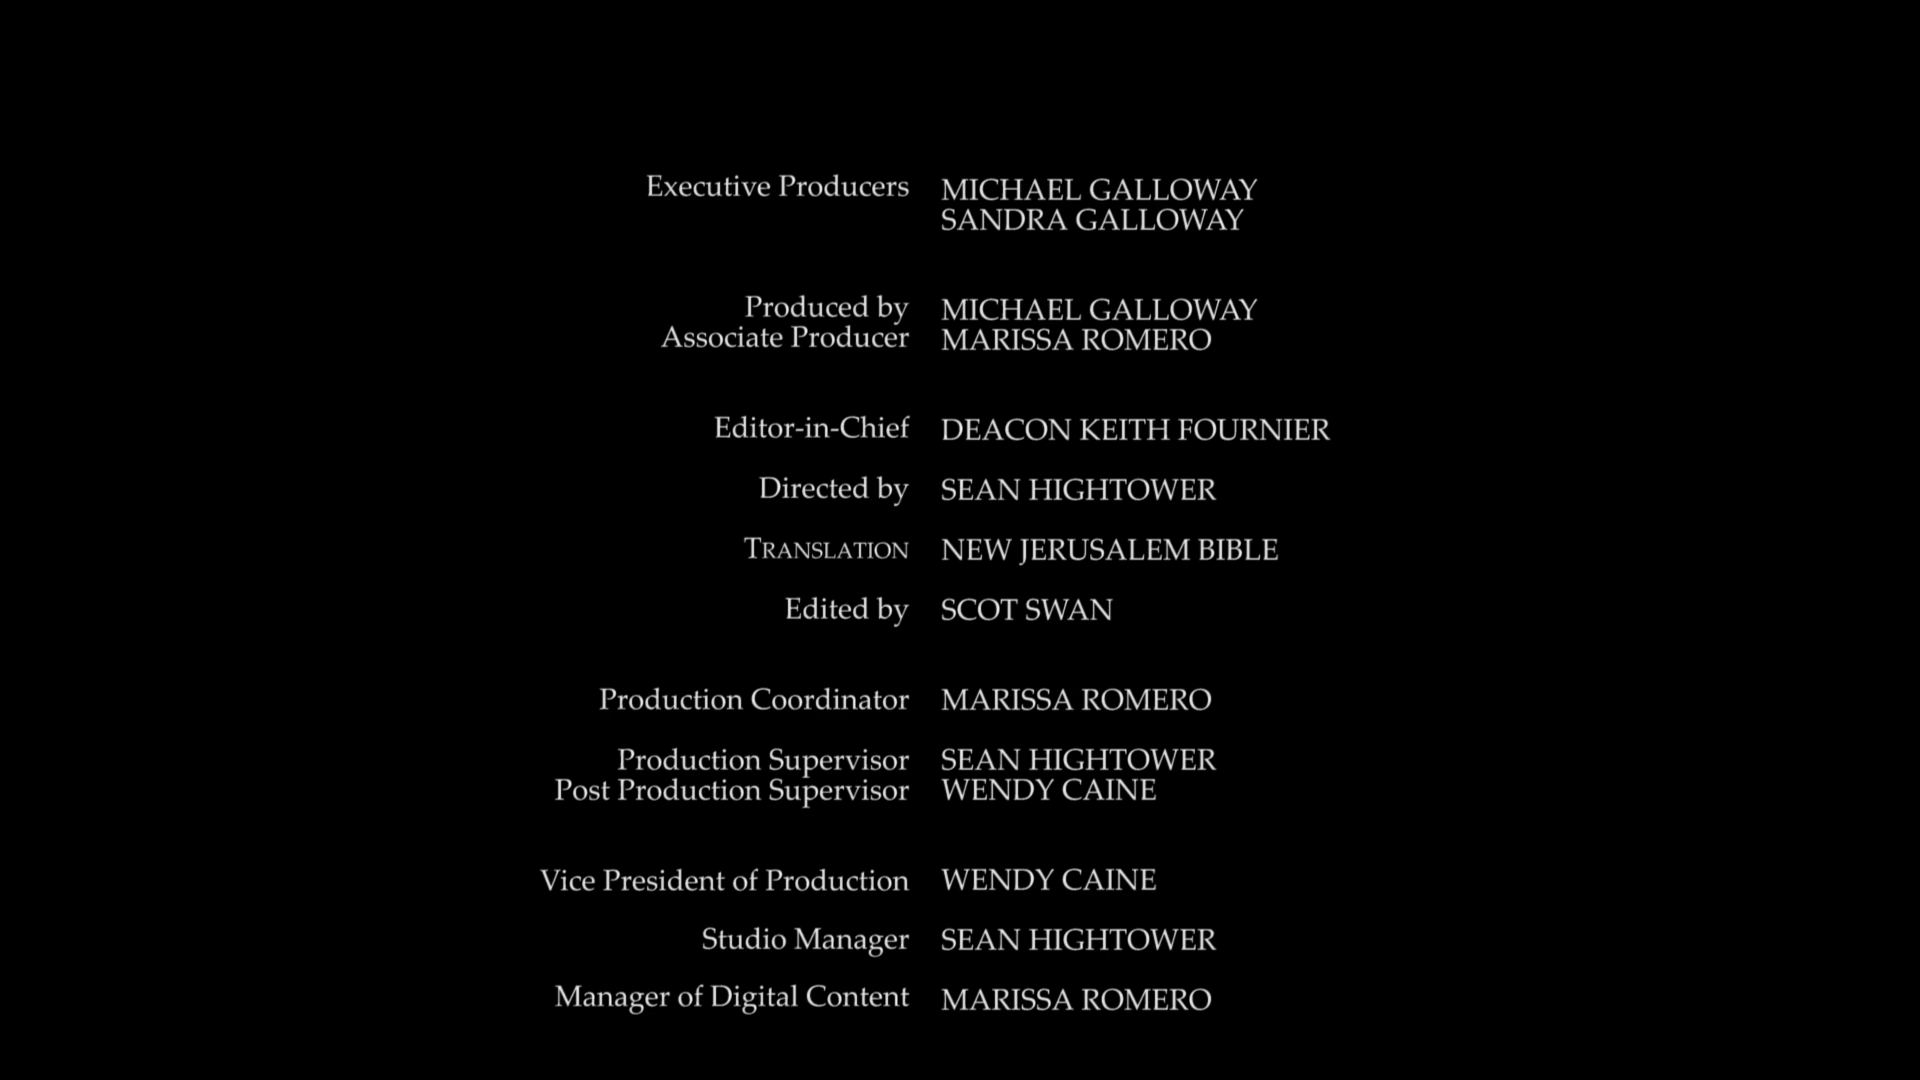 Executive Producers MICHAEL GALLOWAY
SANDRA GALLOWAY
Produced by MICHAEL GALLOWAY
Associate Producer MARISSA ROMERO
Editor-in-Chief DEACON KEITH FOURNIER
Directed by SEAN HIGHTOWER
TRANSLATION NEW JERUSALEM BIBLE
Edited by SCOT SWAN
Production Coordinator MARISSA ROMERO
Production Supervisor SEAN HIGHTOWER
Post Production Supervisor WENDY CAINE
Vice President of Production WENDY CAINE
Studio Manager SEAN HIGHTOWER
Manager of Digital Content MARISSA ROMERO